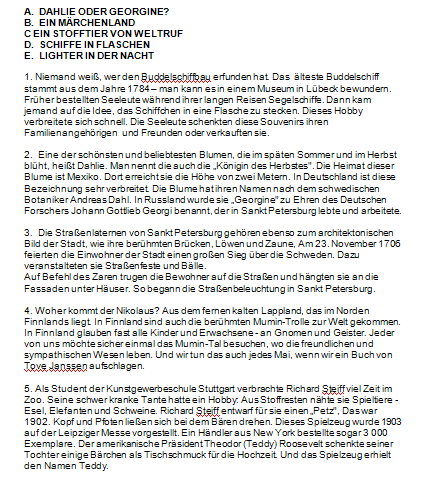 A. DAHLIE ODER GEORGINE?
B. EIN MÄRCHENLAND
C EIN STOFFTIER VON WELTRUF
D. SCHIFFE IN FLASCHEN
E. LIGHTER IN DER NACHT
1. Niemand weiß, wer den Buddelschiffbau erfunden hat. Das älteste Buddelschiff
stammt aus dem Jahre 1784 – man kann es in einem Museum in Lübeck bewundern.
Früher bestellten Seeleute während ihrer langen Reisen Segelschiffe. Dann kam
jemand auf die Idee, das Schiffchen in eine Flasche zu stecken. Dieses Hobby
verbreitete sich schnell. Die Seeleute schenkten diese Souvenirs ihren
Familienangehörigen und Freunden oder verkauften sie.
2. Eine der schönsten und beliebtesten Blumen, die im späten Sommer und im Herbst
blüht, heißt Dahlie. Man nennt die auch die „Königin des Herbstes". Die Heimat dieser
Blume ist Mexiko. Dort erreicht sie die Höhe von zwei Metern. In Deutschland ist diese
Bezeichnung sehr verbreitet. Die Blume hat ihren Namen nach dem schwedischen
Botaniker Andreas Dahl. In Russland wurde sie „Georgine" zu Ehren des Deutschen
Forschers Johann Gottlieb Georgi benannt, der in Sankt Petersburg lebte und arbeitete.
3. Die Straßenlaternen von Sankt Petersburg gehören ebenso zum architektonischen
Bild der Stadt, wie ihre berühmten Brücken, Löwen und Zaune, Am 23. November 1706
feierten die Einwohner der Stadt einen großen Sieg über die Schweden. Dazu
veranstalteten sie Straßenfeste und Bälle.
Auf Befehl des Zaren trugen die Bewohner auf die Straßen und hängten sie an die
Fassaden unter Häuser. So begann die Straßenbeleuchtung in Sankt Petersburg.
4. Woher kommt der Nikolaus? Aus dem fernen kalten Lappland, das im Norden
Finnlands liegt. In Finnland sind auch die berühmten Mumin-Trolle zur Welt gekommen.
In Finnland glauben fast alle Kinder und Erwachsene - an Gnomen und Geister. Jeder
von uns möchte sicher einmal das Mumin-Tal besuchen, wo die freundlichen und
sympathischen Wesen leben. Und wir tun das auch jedes Mai, wenn wir ein Buch von
Tove Janssen aufschlagen.
5. Als Student der Kunstgewerbeschule Stuttgart verbrachte Richard Steiff viel Zeit im
Zoo. Seine schwer kranke Tante hatte ein Hobby: Aus Stoffresten nähte sie Spieltiere -
Esel, Elefanten und Schweine. Richard Steiff entwarf für sie einen „Petz", Das war
1902. Kopf und Pfoten ließen sich bei dem Bären drehen. Dieses Spielzeug wurde 1903
auf der Leipziger Messe vorgestellt. Ein Händler aus New York bestellte sogar 3 000
Exemplare. Der amerikanische Präsident Theodor (Teddy) Roosevelt schenkte seiner
Tochter einige Bärchen als Tischschmuck für die Hochzeit. Und das Spielzeug erhielt
den Namen Teddy.